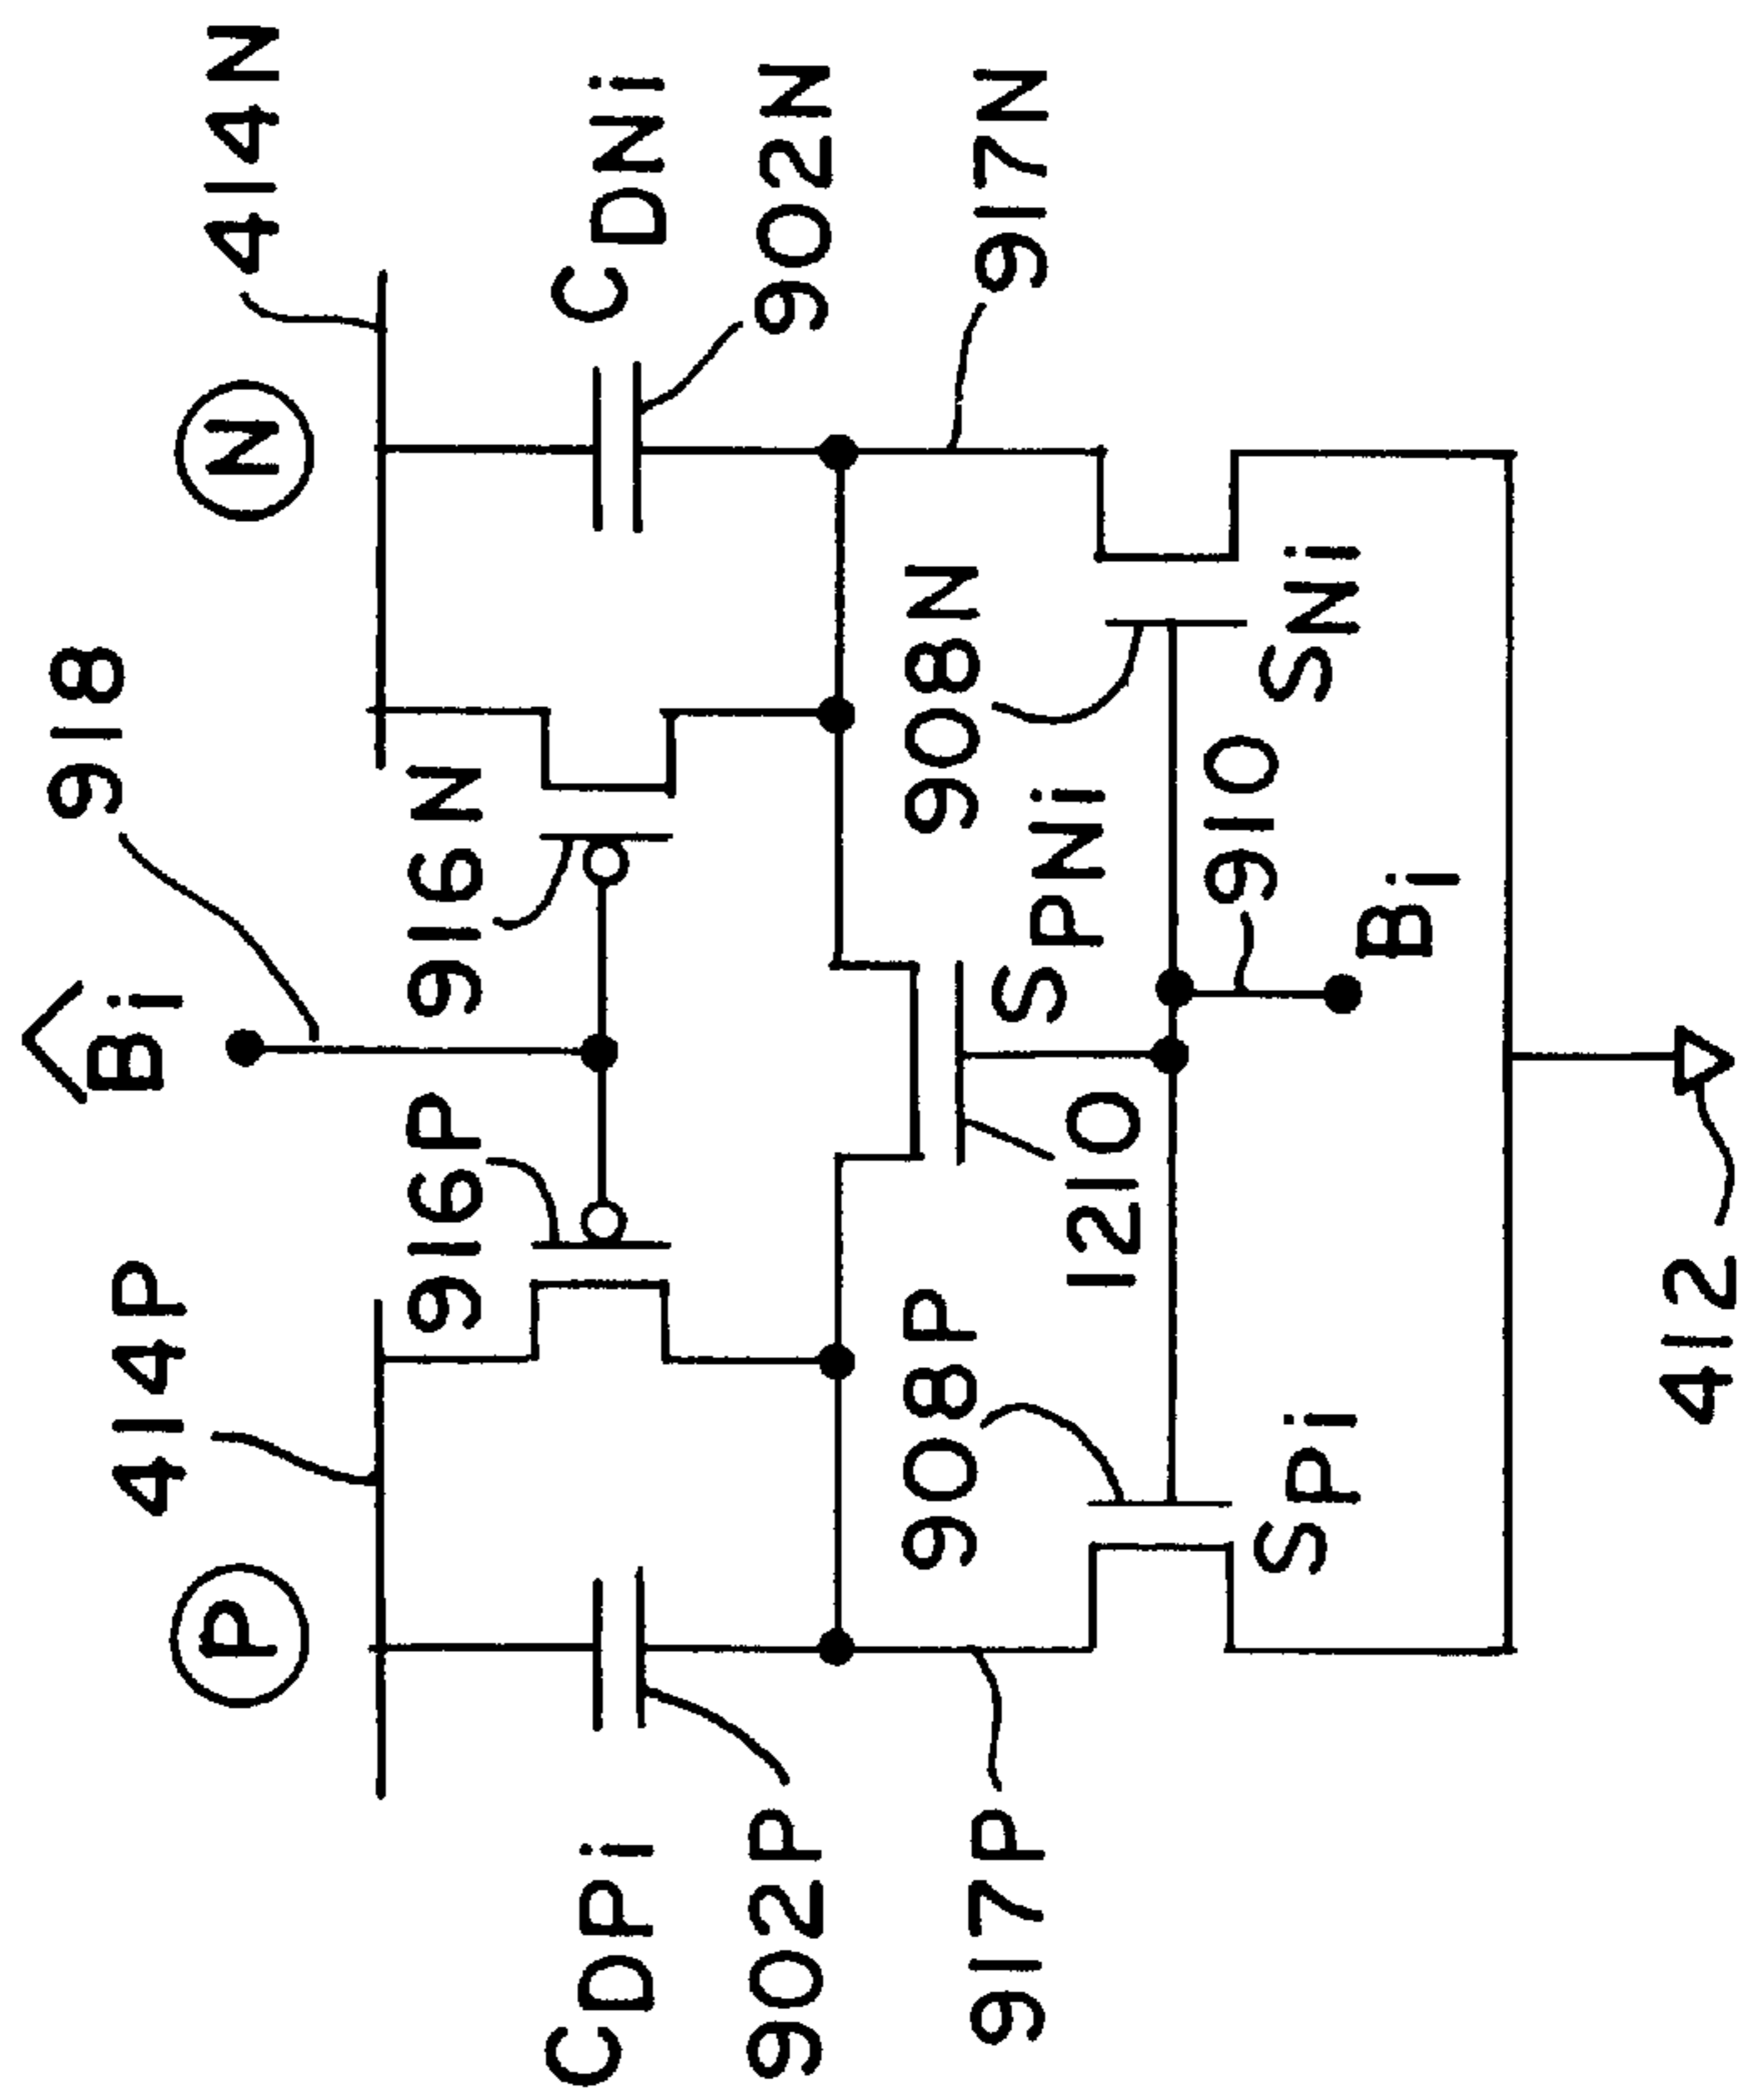 918
B̂i
414P
414N
P
N
916P
916N
CDPi
CDNi
902P
902N
908P
908N
917P
917N
SPNi
1210
910
SPi
SNi
Bi
412